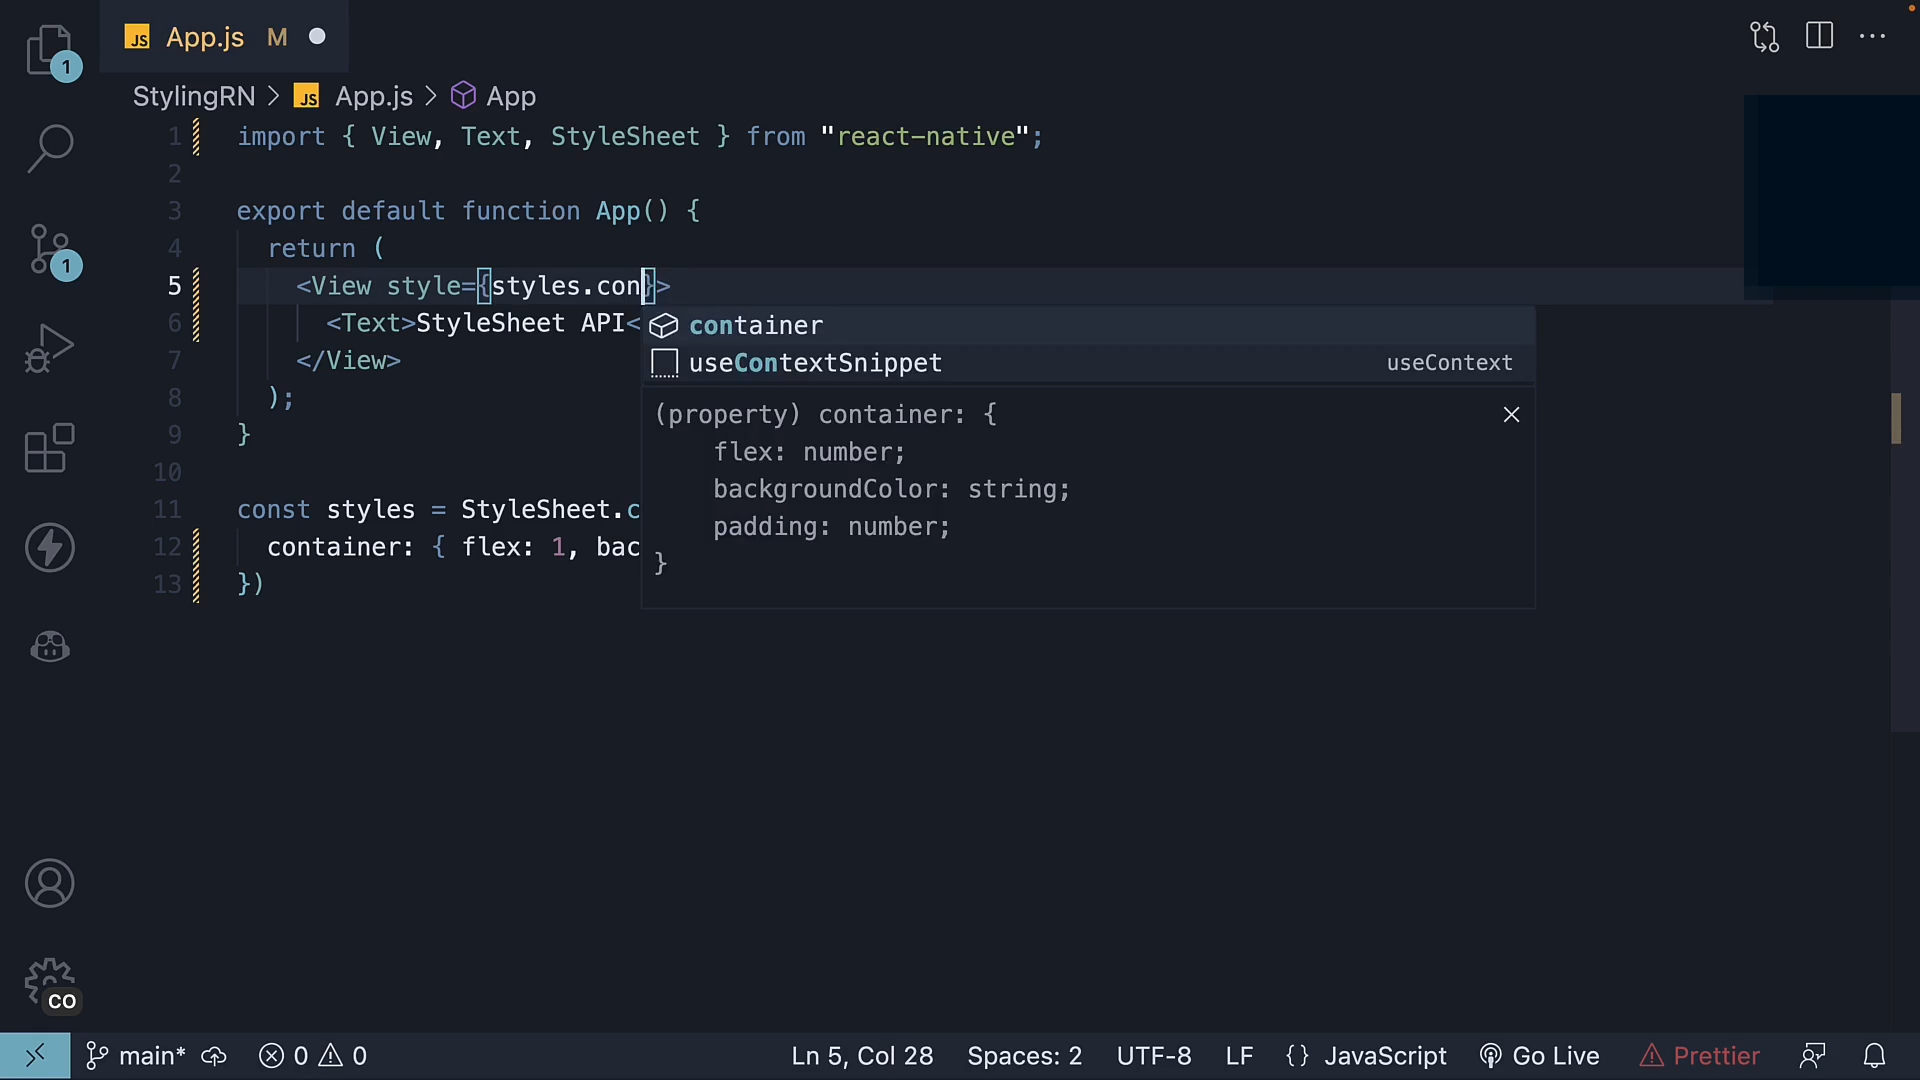 JS App.js M
StylingRN > JS App.js > App
1 import { View, Text, StyleSheet } from "react-native";
2
3 export default function App() {
4 return (
5 <View style={styles.con}>
6 <Text>StyleSheet API<
7 </View>
8 );
9 }
10
11 const styles = StyleSheet.c
12 container: { flex: 1, bac
13 })
container
useContextSnippet useContext
(property) container: {
flex: number;
backgroundColor: string;
padding: number;
}
1
1
CO
main* 0 0 Ln 5, Col 28 Spaces: 2 UTF-8 LF {} JavaScript Go Live Prettier